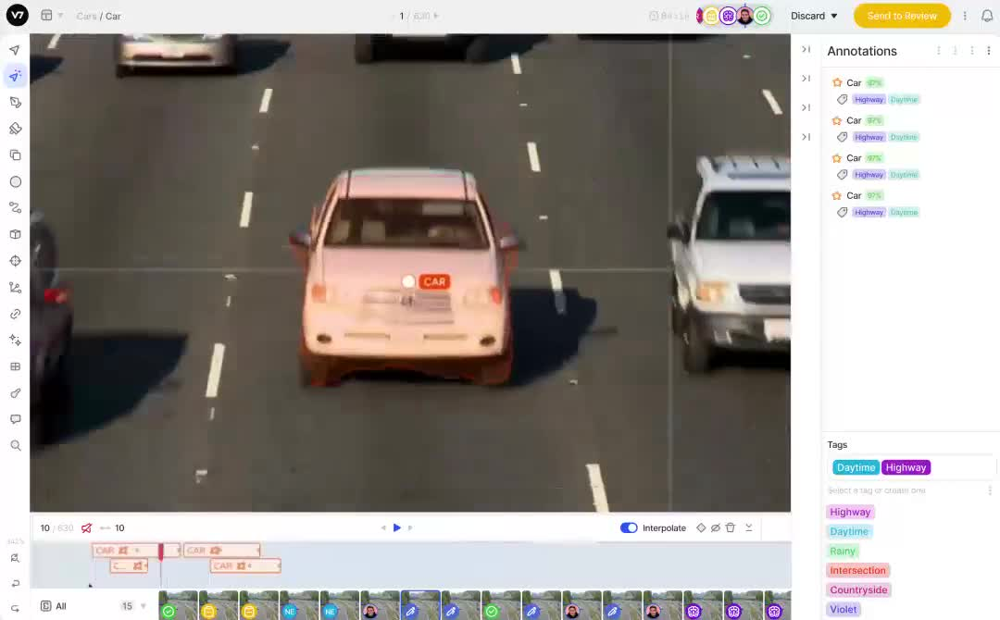 V7
Cars / Car
1 / 630
Discard
Send to Review
Annotations
Car 97%
Highway Daytime
Car 97%
Highway Daytime
Car 97%
Highway Daytime
Car 97%
Highway Daytime
CAR
Tags
Daytime Highway
Select a tag or create one
Highway
Daytime
Rainy
Intersection
Countryside
Violet
10 / 630
10
Interpolate
CAR
CAR
C...
CAR
All
15
NE
NE